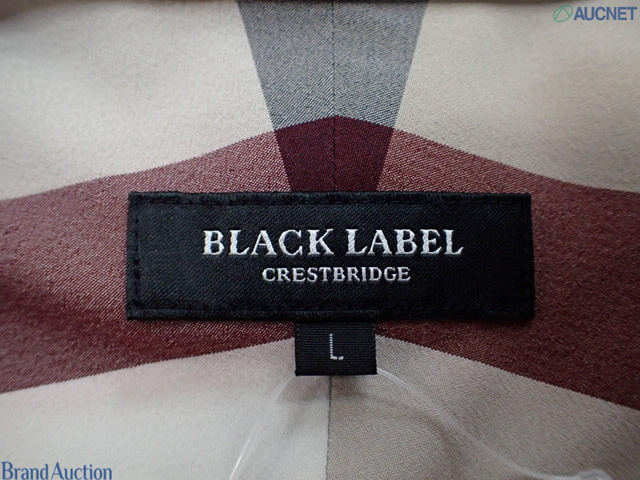 AUCNET
BLACK LABEL
CRESTBRIDGE
L
Brand Auction